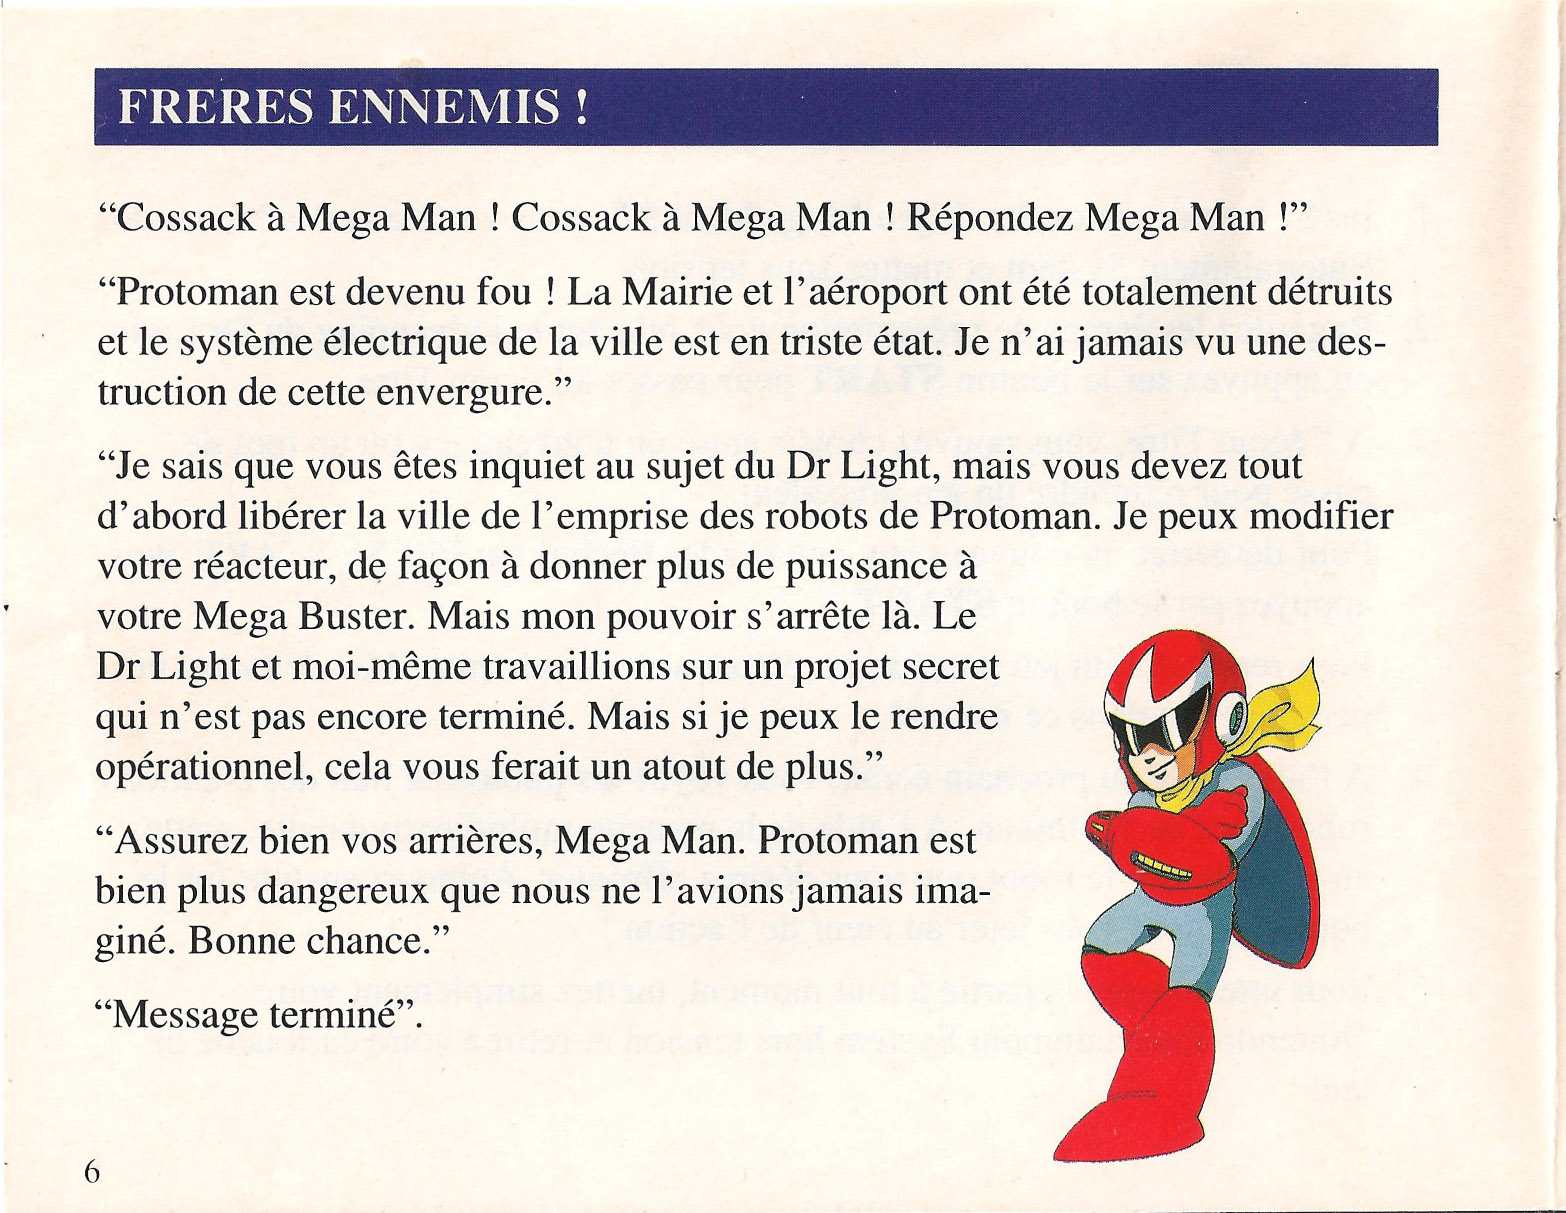 FRERES ENNEMIS !
“Cossack à Mega Man ! Cossack à Mega Man ! Répondez Mega Man !”
“Protoman est devenu fou ! La Mairie et l’aéroport ont été totalement détruits
et le système électrique de la ville est en triste état. Je n’ai jamais vu une des-
truction de cette envergure.”
“Je sais que vous êtes inquiet au sujet du Dr Light, mais vous devez tout
d’abord libérer la ville de l’emprise des robots de Protoman. Je peux modifier
votre réacteur, de façon à donner plus de puissance à
votre Mega Buster. Mais mon pouvoir s’arrête là. Le
Dr Light et moi-même travaillions sur un projet secret
qui n’est pas encore terminé. Mais si je peux le rendre
opérationnel, cela vous ferait un atout de plus.”
“Assurez bien vos arrières, Mega Man. Protoman est
bien plus dangereux que nous ne l’avions jamais ima-
giné. Bonne chance.”
“Message terminé”.
6